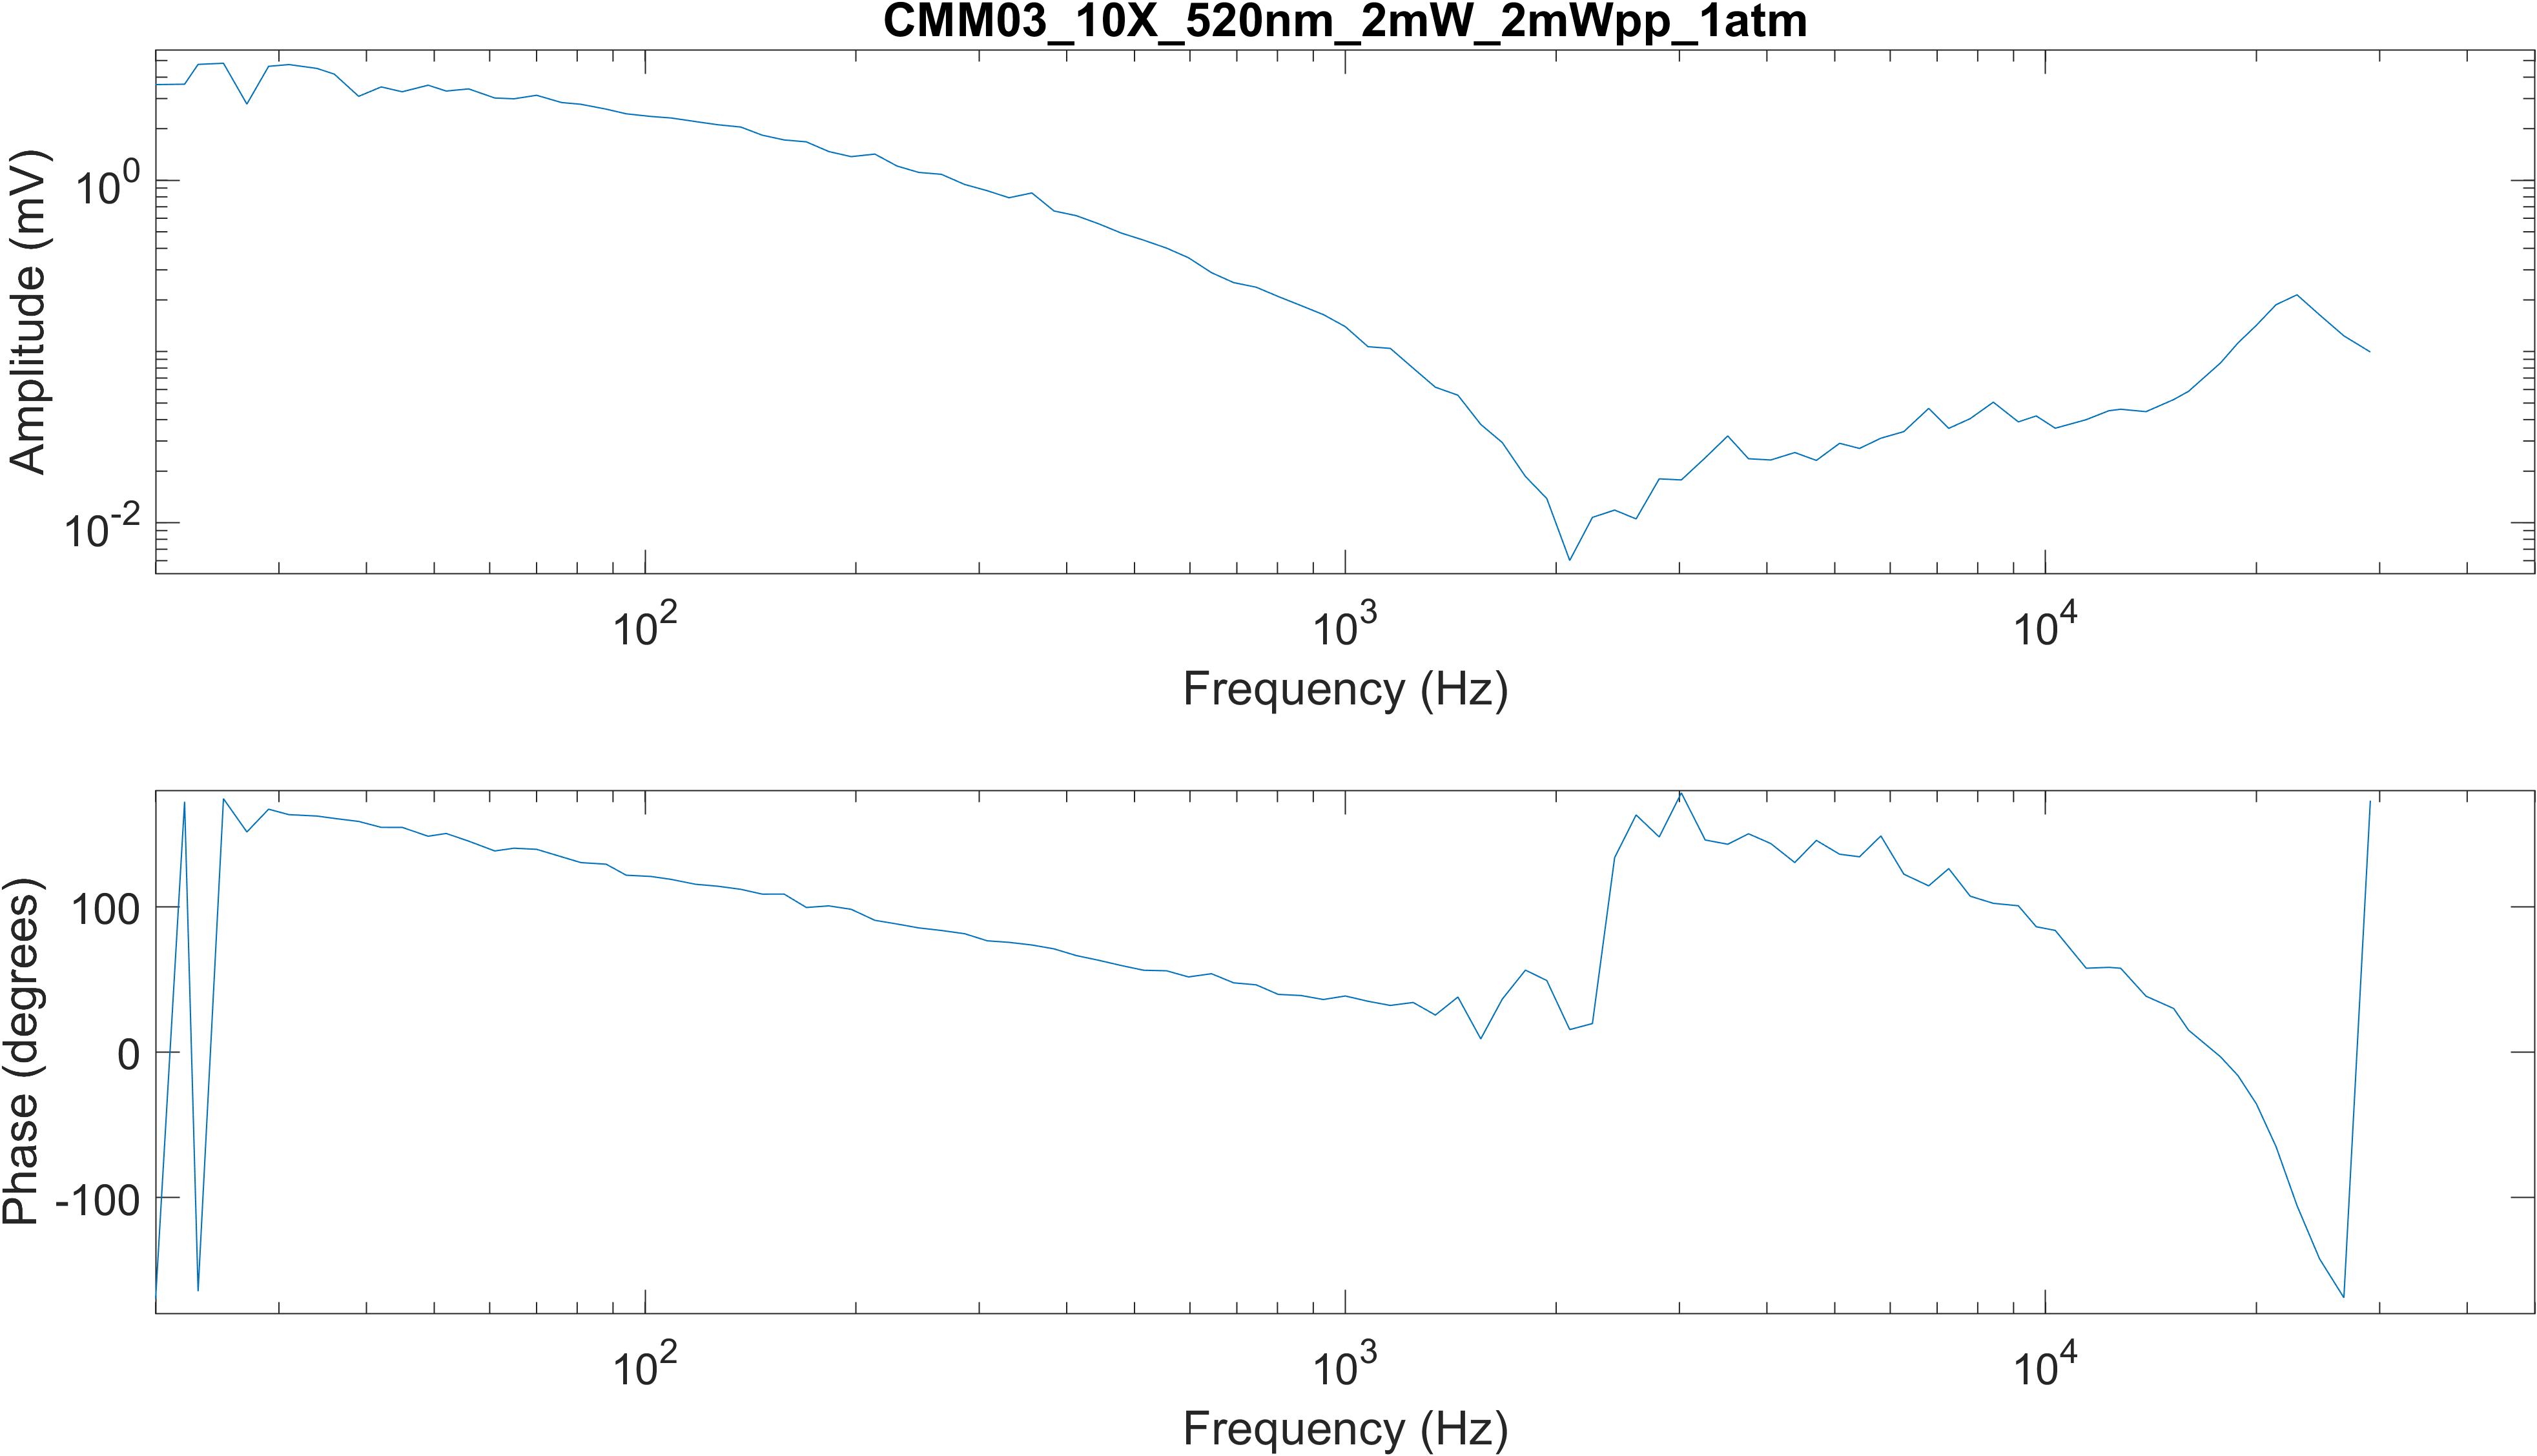 CMM03_10X_520nm_2mW_2mWpp_1atm
Amplitude (mV)
10^0
10^-2
10^2
10^3
10^4
Frequency (Hz)
Phase (degrees)
100
0
-100
10^2
10^3
10^4
Frequency (Hz)